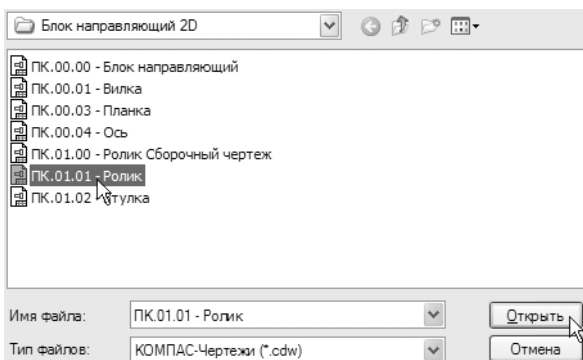 Блок направляющий 2D
ПК.00.00 - Блок направляющий
ПК.00.01 - Вилка
ПК.00.03 - Планка
ПК.00.04 - Ось
ПК.01.00 - Ролик Сборочный чертеж
ПК.01.01 - Ролик
ПК.01.02 - Втулка
Имя файла: ПК.01.01 - Ролик Открыть
Тип файлов: КОМПАС-Чертежи (*.cdw) Отмена